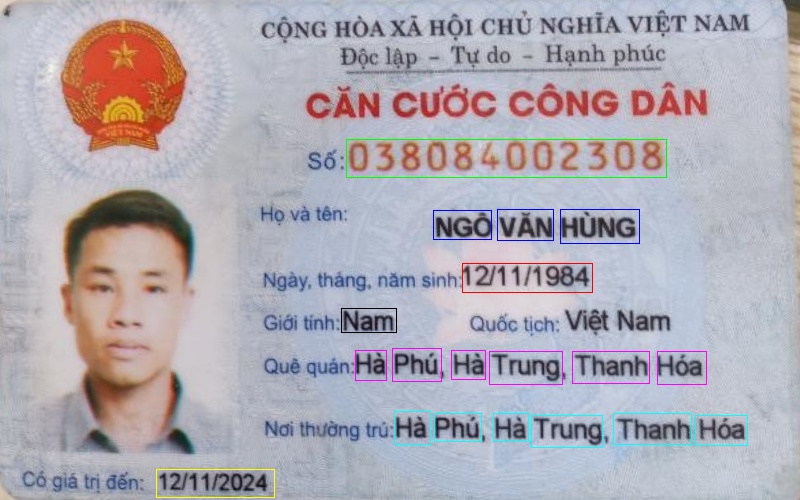 CỘNG HÒA XÃ HỘI CHỦ NGHĨA VIỆT NAM
Độc lập – Tự do – Hạnh phúc
CĂN CƯỚC CÔNG DÂN
Số: 038084002308
Họ và tên: NGÔ VĂN HÙNG
Ngày, tháng, năm sinh: 12/11/1984
Giới tính: Nam Quốc tịch: Việt Nam
Quê quán: Hà Phú, Hà Trung, Thanh Hóa
Nơi thường trú: Hà Phú, Hà Trung, Thanh Hóa
Có giá trị đến: 12/11/2024